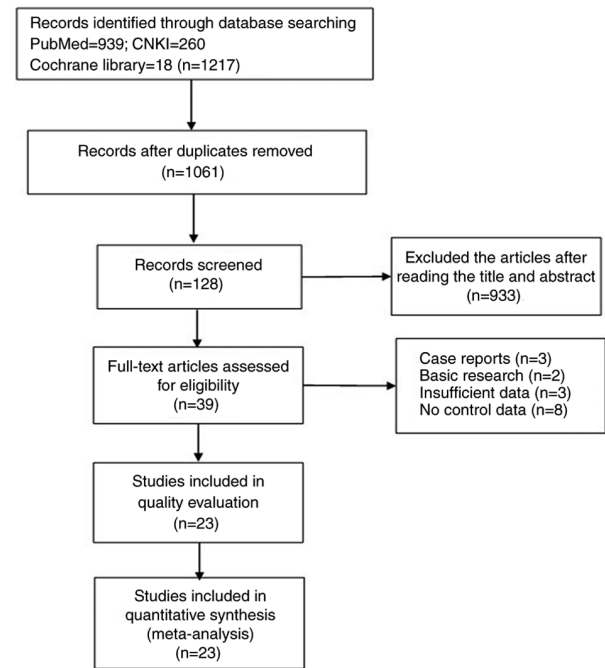 Records identified through database searching
PubMed=939; CNKI=260
Cochrane library=18 (n=1217)
Records after duplicates removed
(n=1061)
Records screened
(n=128)
Excluded the articles after
reading the title and abstract
(n=933)
Full-text articles assessed
for eligibility
(n=39)
Case reports (n=3)
Basic research (n=2)
Insufficient data (n=3)
No control data (n=8)
Studies included in
quality evaluation
(n=23)
Studies included in
quantitative synthesis
(meta-analysis)
(n=23)